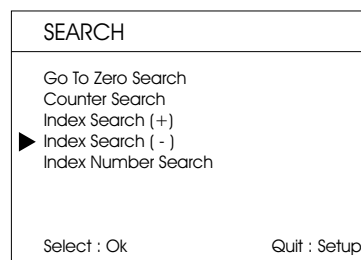 SEARCH
Go To Zero Search
Counter Search
Index Search (+)
Index Search ( - )
Index Number Search
Select : Ok Quit : Setup